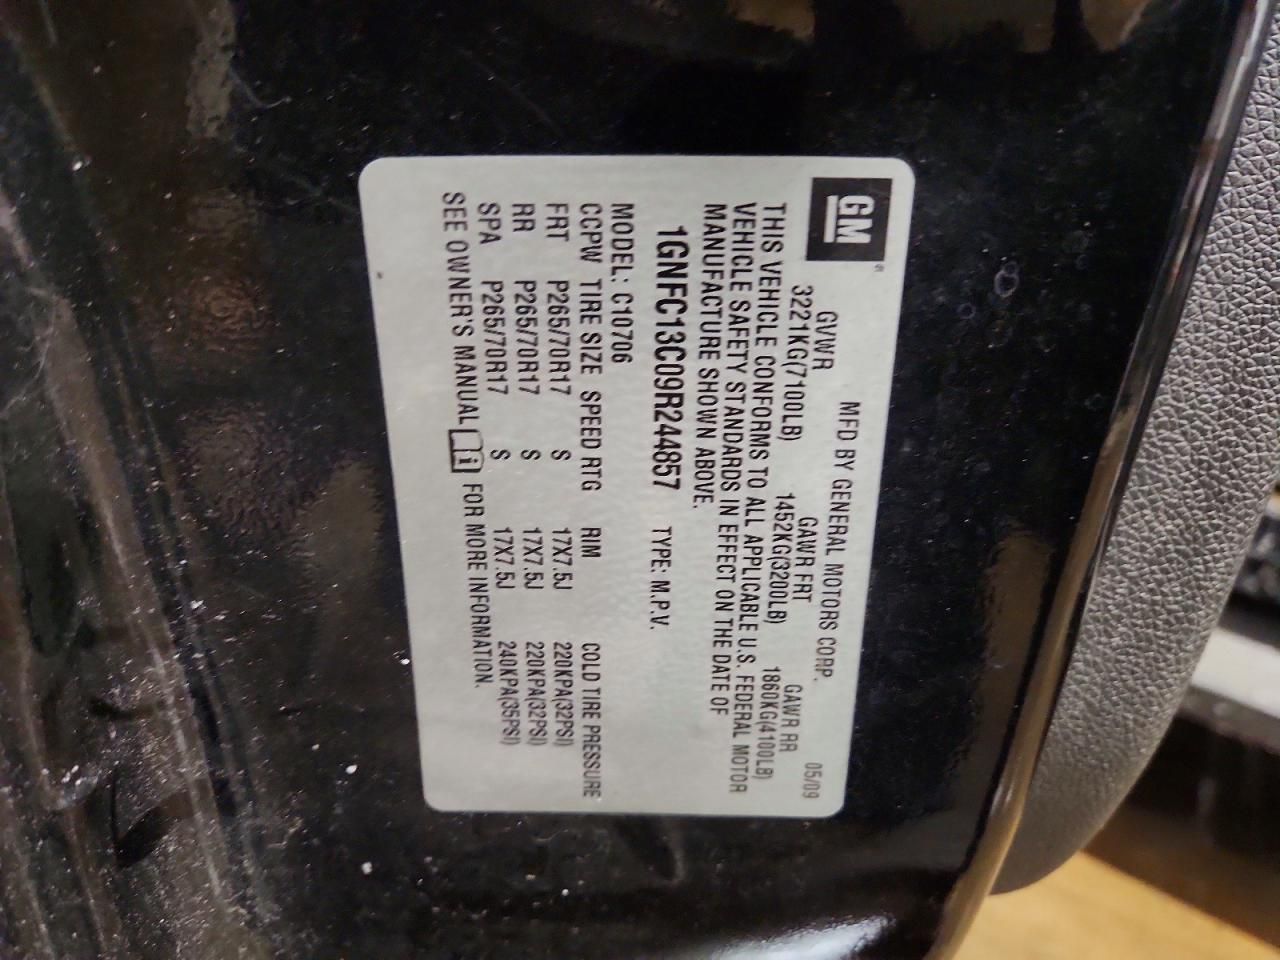 GM®
MFD BY GENERAL MOTORS CORP. 05/09
GVWR GAWR FRT GAWR RR
3221KG(7100LB) 1452KG(3200LB) 1860KG(4100LB)
THIS VEHICLE CONFORMS TO ALL APPLICABLE U.S. FEDERAL MOTOR
VEHICLE SAFETY STANDARDS IN EFFECT ON THE DATE OF
MANUFACTURE SHOWN ABOVE.
1GNFC13C09R244857 TYPE: M.P.V.
MODEL: C10706
CCPW TIRE SIZE SPEED RTG RIM COLD TIRE PRESSURE
FRT P265/70R17 S 17X7.5J 220KPA(32PSI)
RR P265/70R17 S 17X7.5J 220KPA(32PSI)
SPA P265/70R17 S 17X7.5J 240KPA(35PSI)
SEE OWNER'S MANUAL i FOR MORE INFORMATION.